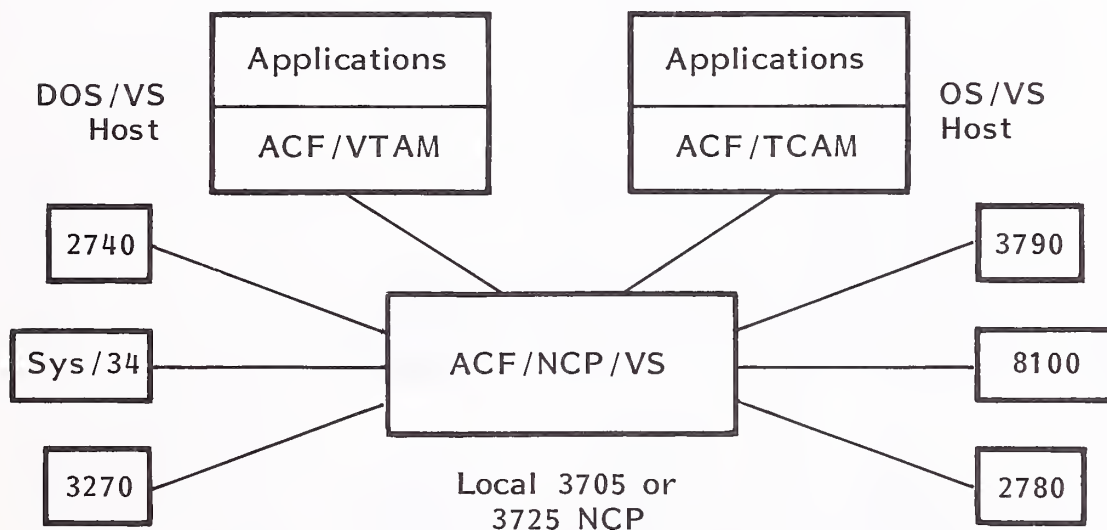 DOS/VS
Host
Applications
ACF/VTAM
Applications
ACF/TCAM
OS/VS
Host
2740
Sys/34
3270
ACF/NCP/VS
3790
8100
2780
Local 3705 or
3725 NCP